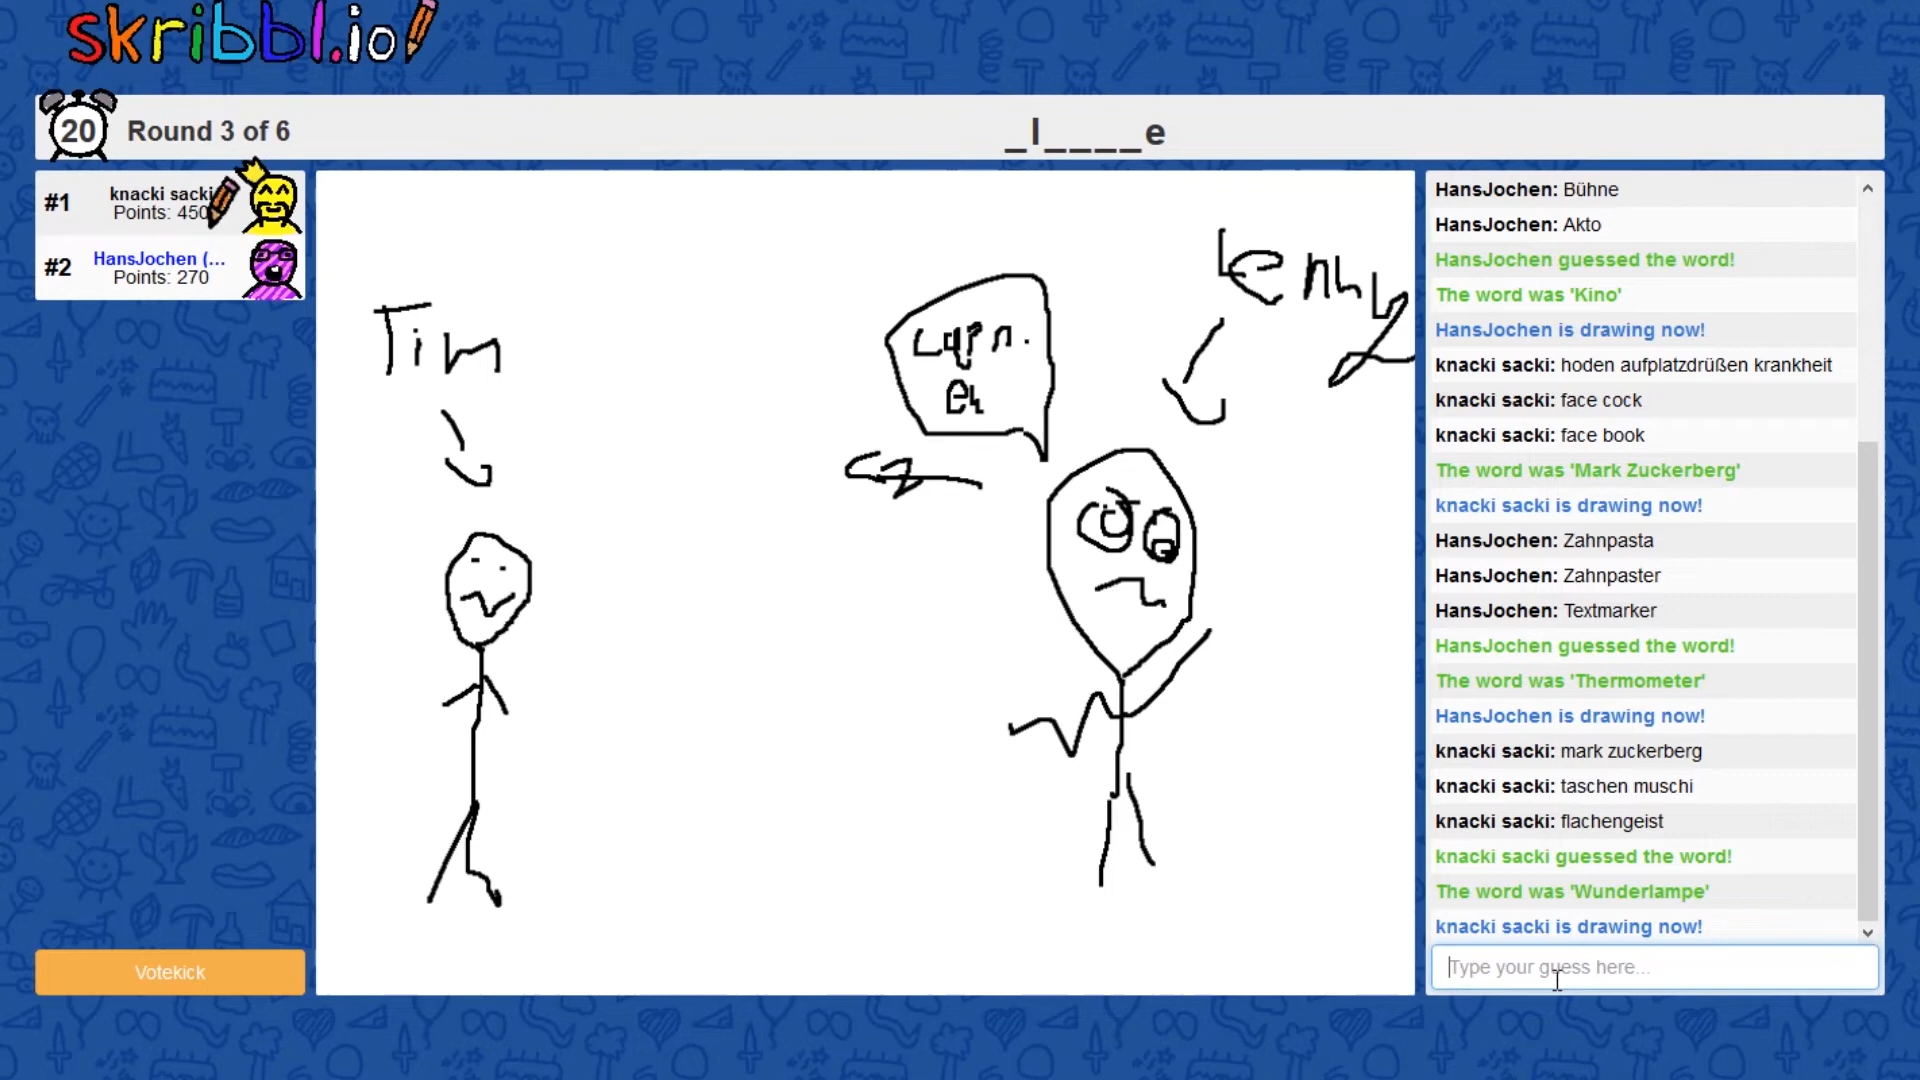 skribbl.io
20
Round 3 of 6
_l____e
#1
knacki sacki
Points: 450
#2
HansJochen (...
Points: 270
Tim
Votekick
HansJochen: Bühne
HansJochen: Akto
HansJochen guessed the word!
The word was 'Kino'
HansJochen is drawing now!
knacki sacki: hoden aufplatzdrüßen krankheit
knacki sacki: face cock
knacki sacki: face book
The word was 'Mark Zuckerberg'
knacki sacki is drawing now!
HansJochen: Zahnpasta
HansJochen: Zahnpaster
HansJochen: Textmarker
HansJochen guessed the word!
The word was 'Thermometer'
HansJochen is drawing now!
knacki sacki: mark zuckerberg
knacki sacki: taschen muschi
knacki sacki: flachengeist
knacki sacki guessed the word!
The word was 'Wunderlampe'
knacki sacki is drawing now!
Type your guess here...